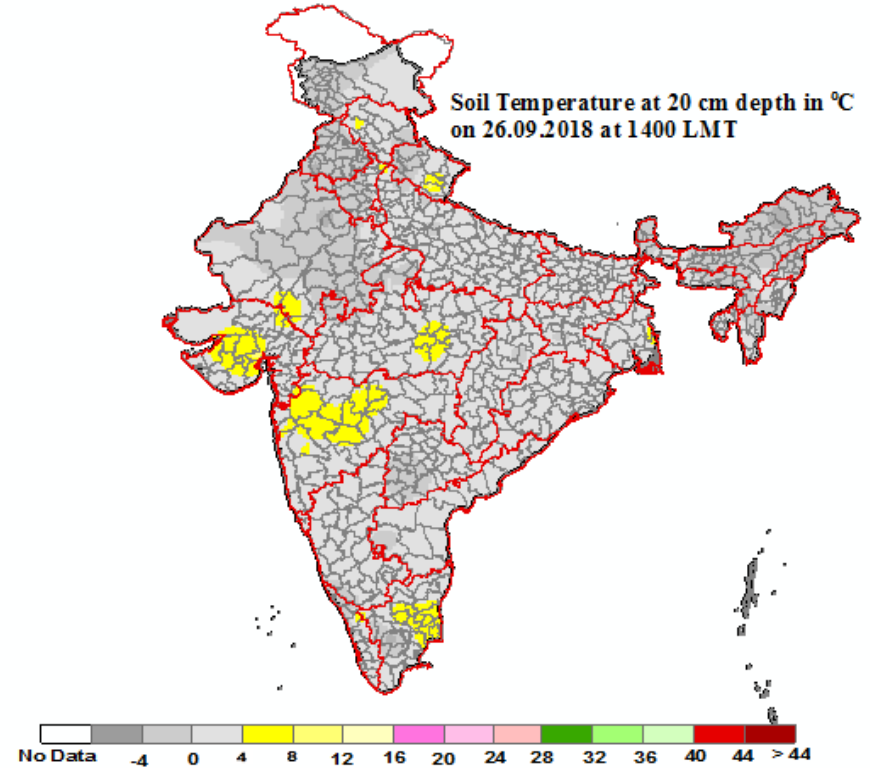 Soil Temperature at 20 cm depth in ⁰C
on 26.09.2018 at 1400 LMT
No Data -4 0 4 8 12 16 20 24 28 32 36 40 44 > 44